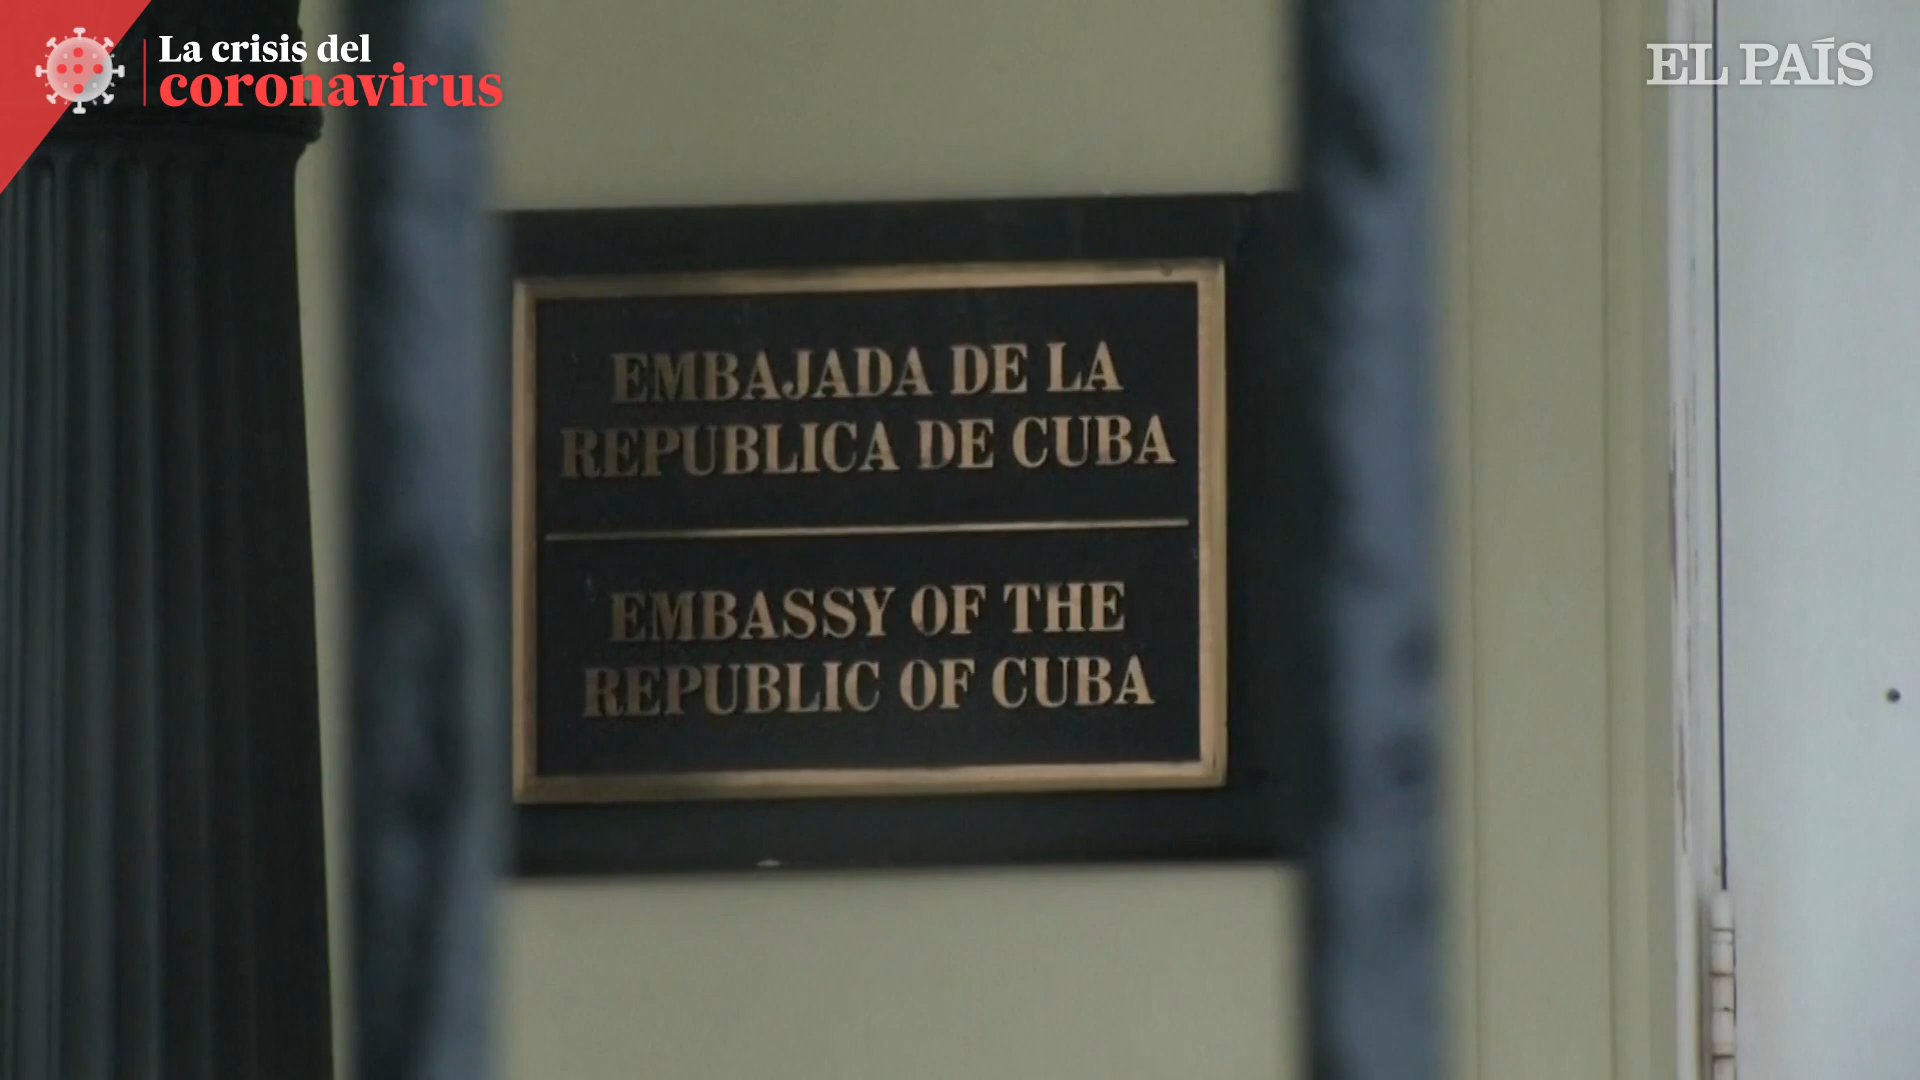 La crisis del
coronavirus
EL PAÍS
EMBAJADA DE LA
REPUBLICA DE CUBA
EMBASSY OF THE
REPUBLIC OF CUBA